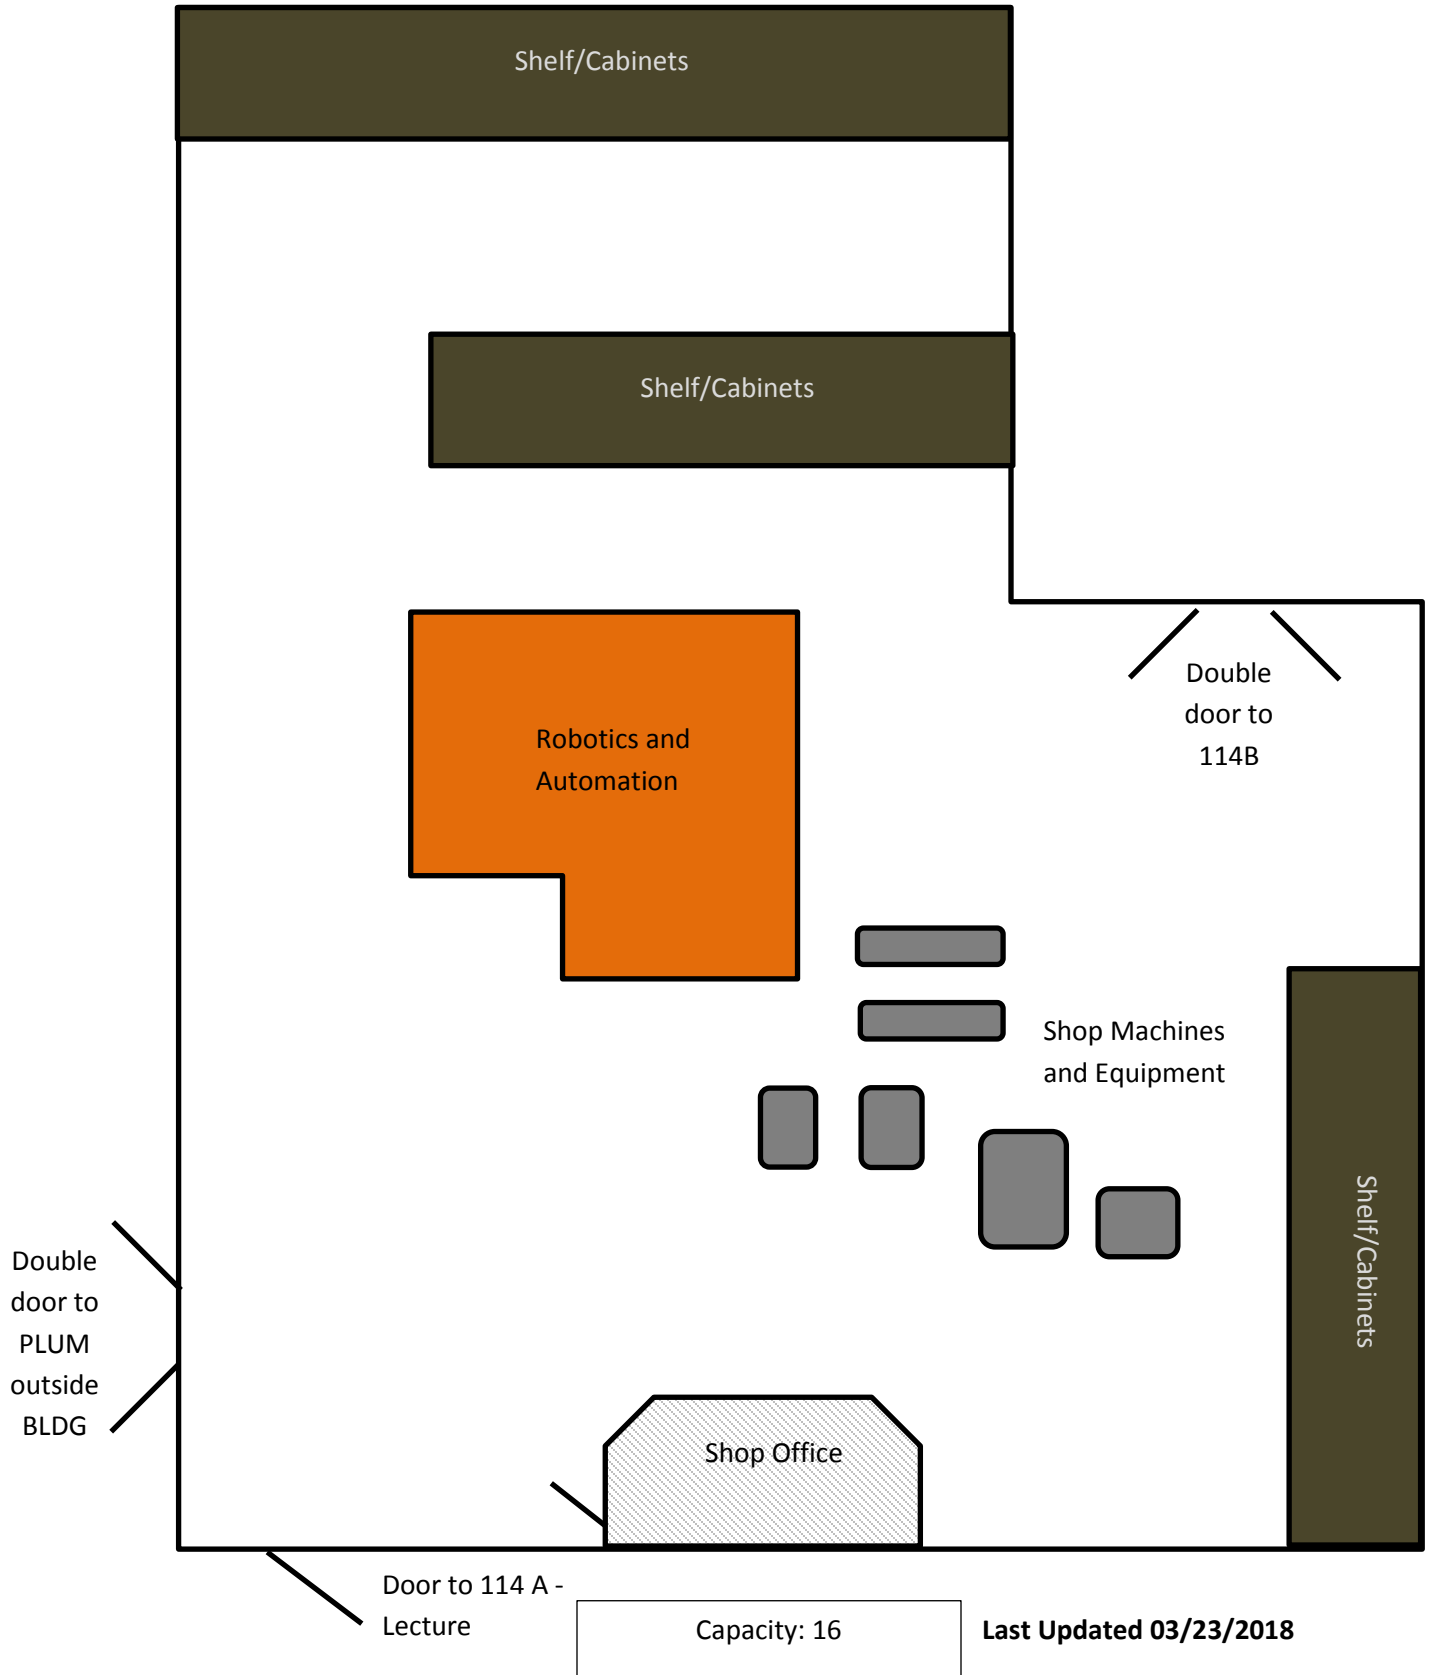 Shelf/Cabinets
Shelf/Cabinets
Double
door to
114B
Robotics and
Automation
Shop Machines
and Equipment
Shelf/Cabinets
Double
door to
PLUM
outside
BLDG
Shop Office
Door to 114 A -
Lecture
Capacity: 16
Last Updated 03/23/2018